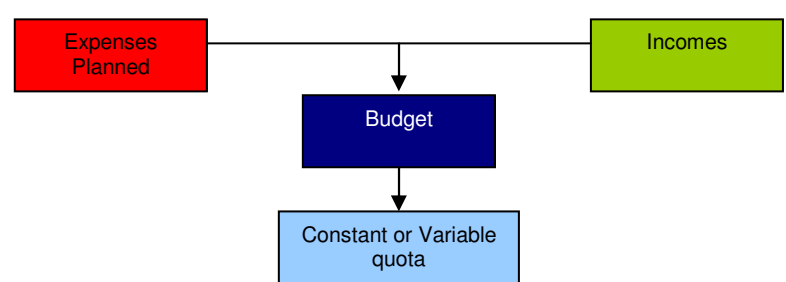 Expenses
Planned
Incomes
Budget
Constant or Variable
quota